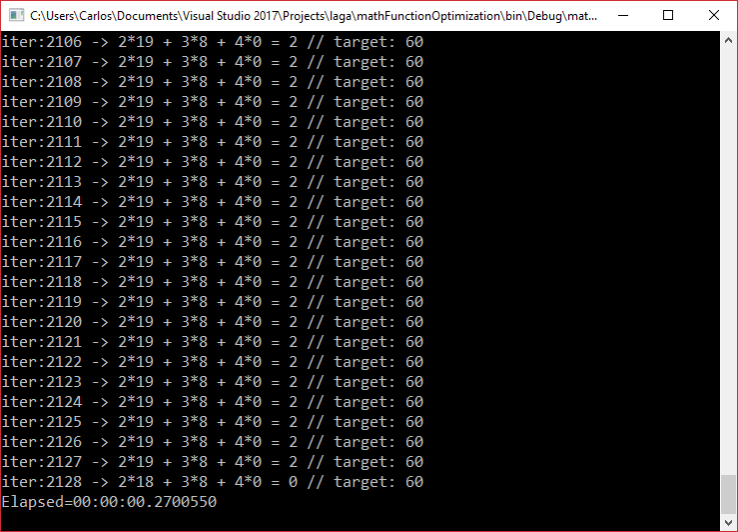 C:\Users\Carlos\Documents\Visual Studio 2017\Projects\laga\mathFunctionOptimization\bin\Debug\mat...
iter:2106 -> 2*19 + 3*8 + 4*0 = 2 // target: 60
iter:2107 -> 2*19 + 3*8 + 4*0 = 2 // target: 60
iter:2108 -> 2*19 + 3*8 + 4*0 = 2 // target: 60
iter:2109 -> 2*19 + 3*8 + 4*0 = 2 // target: 60
iter:2110 -> 2*19 + 3*8 + 4*0 = 2 // target: 60
iter:2111 -> 2*19 + 3*8 + 4*0 = 2 // target: 60
iter:2112 -> 2*19 + 3*8 + 4*0 = 2 // target: 60
iter:2113 -> 2*19 + 3*8 + 4*0 = 2 // target: 60
iter:2114 -> 2*19 + 3*8 + 4*0 = 2 // target: 60
iter:2115 -> 2*19 + 3*8 + 4*0 = 2 // target: 60
iter:2116 -> 2*19 + 3*8 + 4*0 = 2 // target: 60
iter:2117 -> 2*19 + 3*8 + 4*0 = 2 // target: 60
iter:2118 -> 2*19 + 3*8 + 4*0 = 2 // target: 60
iter:2119 -> 2*19 + 3*8 + 4*0 = 2 // target: 60
iter:2120 -> 2*19 + 3*8 + 4*0 = 2 // target: 60
iter:2121 -> 2*19 + 3*8 + 4*0 = 2 // target: 60
iter:2122 -> 2*19 + 3*8 + 4*0 = 2 // target: 60
iter:2123 -> 2*19 + 3*8 + 4*0 = 2 // target: 60
iter:2124 -> 2*19 + 3*8 + 4*0 = 2 // target: 60
iter:2125 -> 2*19 + 3*8 + 4*0 = 2 // target: 60
iter:2126 -> 2*19 + 3*8 + 4*0 = 2 // target: 60
iter:2127 -> 2*19 + 3*8 + 4*0 = 2 // target: 60
iter:2128 -> 2*18 + 3*8 + 4*0 = 0 // target: 60
Elapsed=00:00:00.2700550